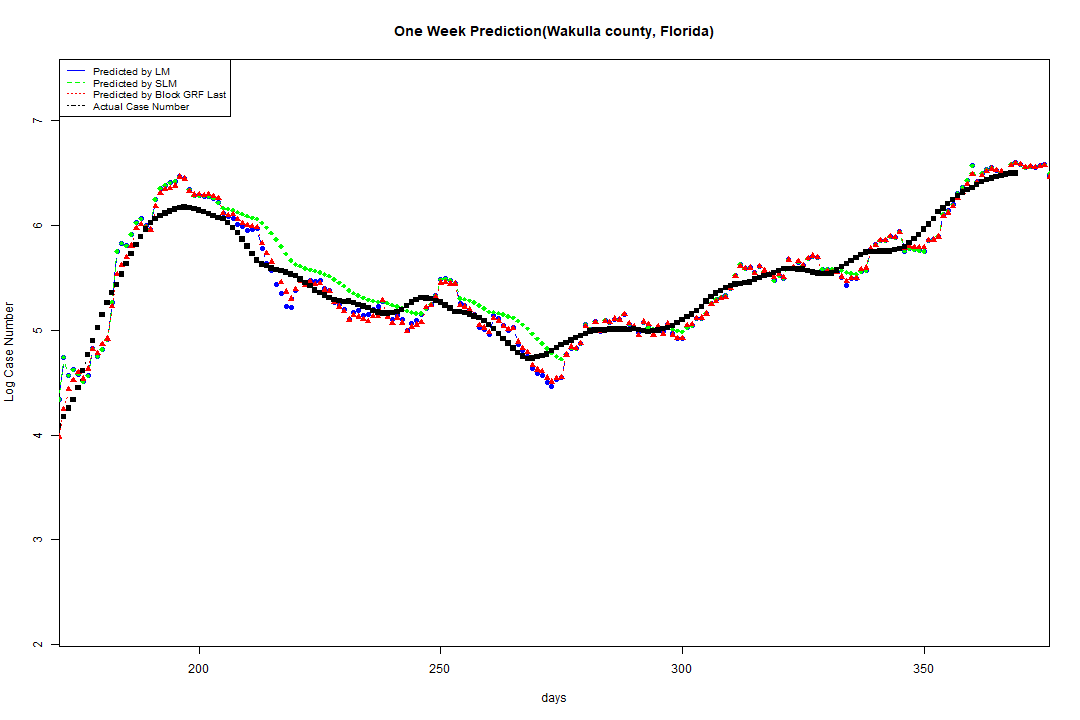 One Week Prediction(Wakulla county, Florida)
Predicted by LM
Predicted by SLM
Predicted by Block GRF Last
Actual Case Number
7
6
5
4
3
2
Log Case Number
200 250 300 350
days